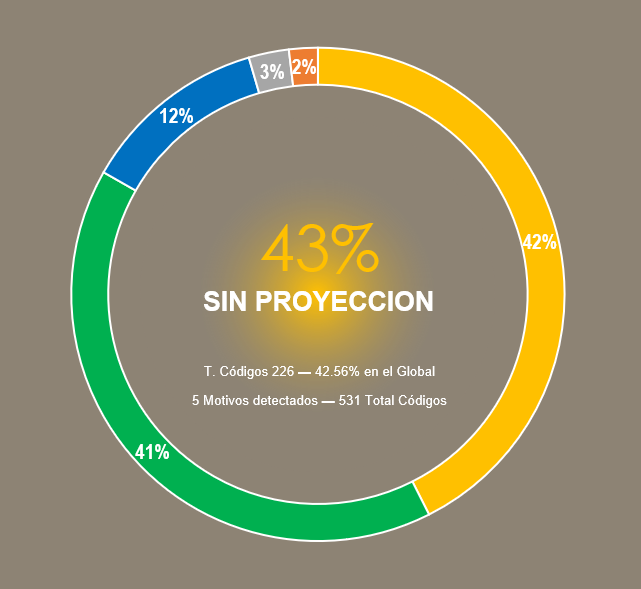 2%
3%
12%
42%
43%
SIN PROYECCION
T. Códigos 226 — 42.56% en el Global
5 Motivos detectados — 531 Total Códigos
41%